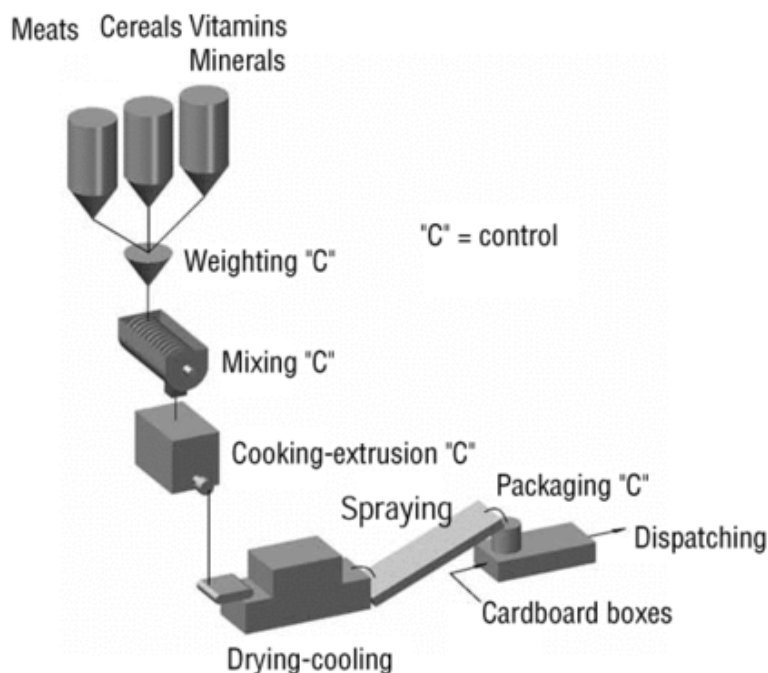 Meats Cereals Vitamins
Minerals
"C" = control
Weighting "C"
Mixing "C"
Cooking-extrusion "C"
Packaging "C"
Spraying
Dispatching
Cardboard boxes
Drying-cooling